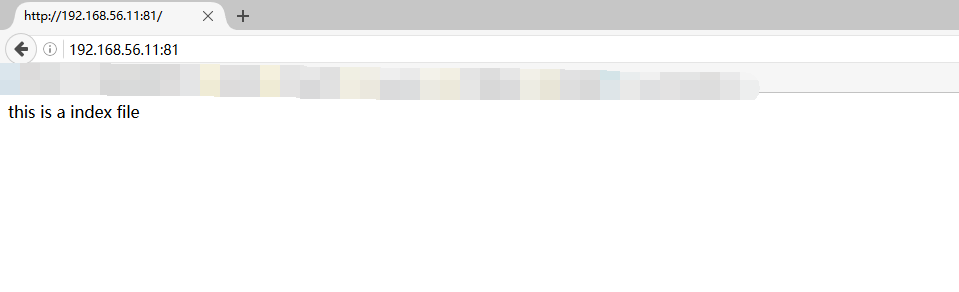 http://192.168.56.11:81/
192.168.56.11:81
this is a index file